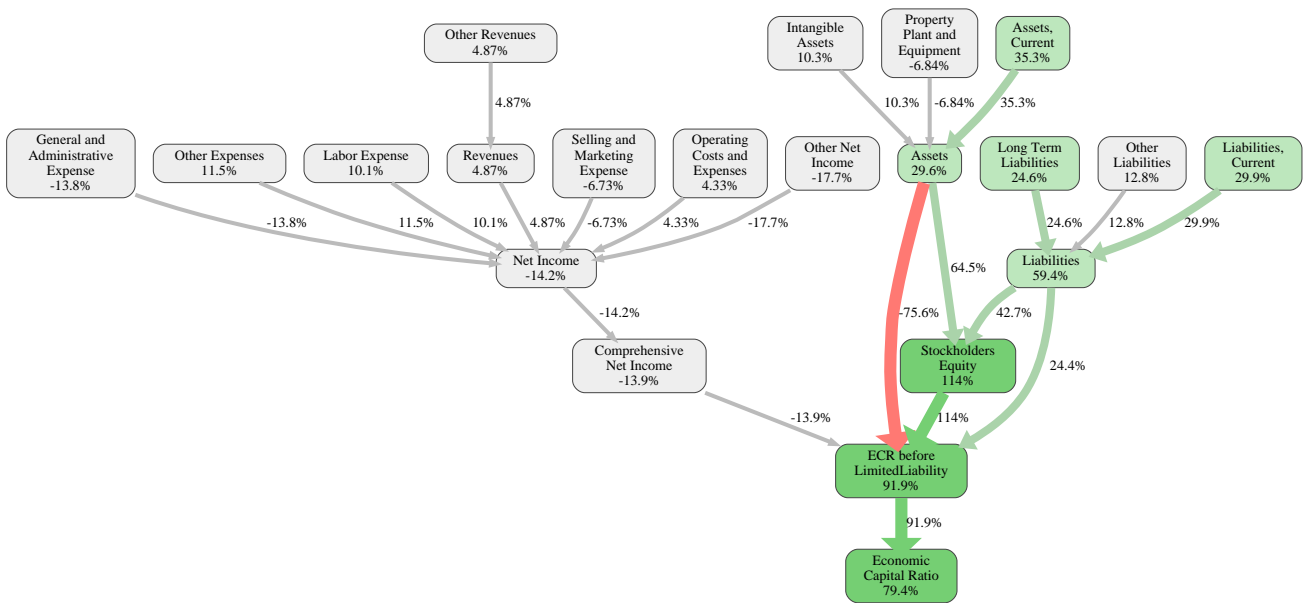 Other Revenues
4.87%
Intangible
Assets
10.3%
Property
Plant and
Equipment
-6.84%
Assets,
Current
35.3%
4.87%
10.3%
-6.84%
35.3%
General and
Administrative
Expense
-13.8%
Other Expenses
11.5%
Labor Expense
10.1%
Revenues
4.87%
Selling and
Marketing
Expense
-6.73%
Operating
Costs and
Expenses
4.33%
Other Net
Income
-17.7%
Assets
29.6%
Long Term
Liabilities
24.6%
Other
Liabilities
12.8%
Liabilities,
Current
29.9%
-13.8%
11.5%
10.1%
4.87%
-6.73%
4.33%
-17.7%
24.6%
12.8%
29.9%
Net Income
-14.2%
64.5%
Liabilities
59.4%
-14.2%
-75.6%
42.7%
Comprehensive
Net Income
-13.9%
Stockholders
Equity
114%
24.4%
-13.9%
114%
ECR before
LimitedLiability
91.9%
91.9%
Economic
Capital Ratio
79.4%